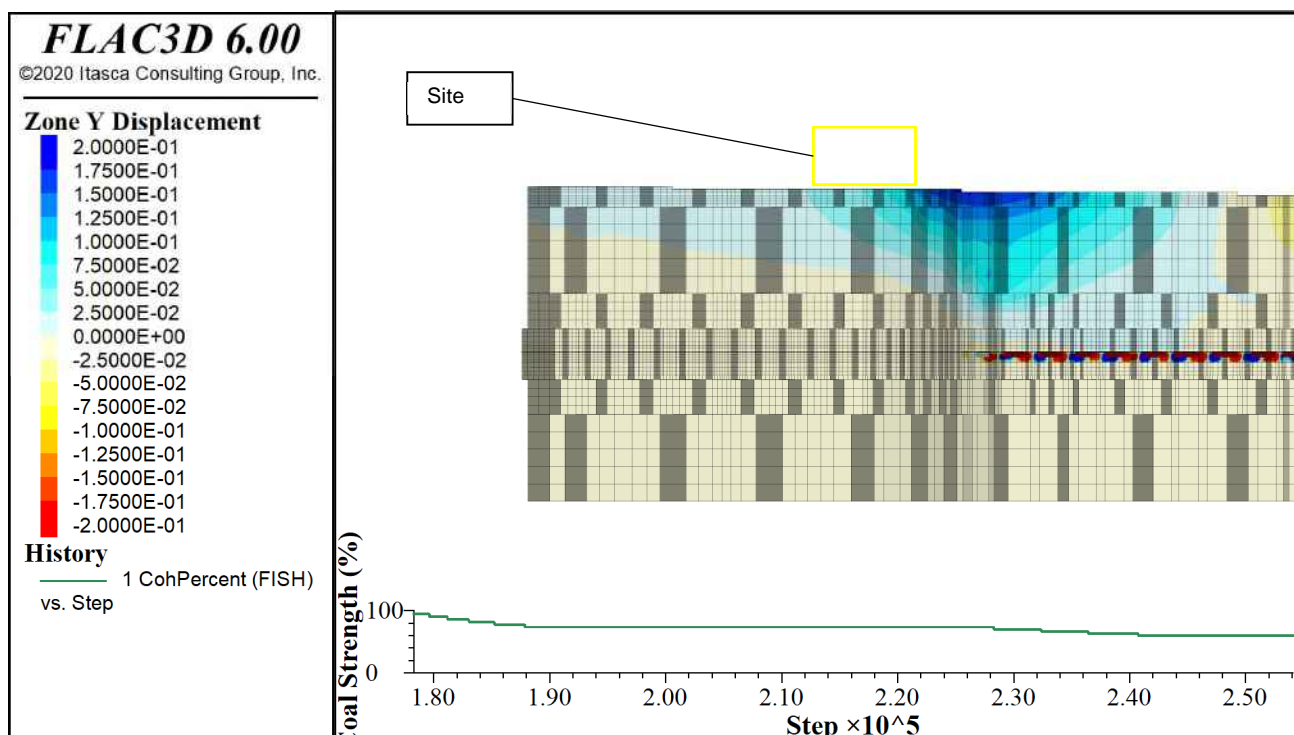 FLAC3D 6.00
©2020 Itasca Consulting Group, Inc.
Zone Y Displacement
2.0000E-01
1.7500E-01
1.5000E-01
1.2500E-01
1.0000E-01
7.5000E-02
5.0000E-02
2.5000E-02
0.0000E+00
-2.5000E-02
-5.0000E-02
-7.5000E-02
-1.0000E-01
-1.2500E-01
-1.5000E-01
-1.7500E-01
-2.0000E-01
History
1 CohPercent (FISH)
vs. Step
Site
Strength (%)
100
0
1.80 1.90 2.00 2.10 2.20 2.30 2.40 2.50
Step ×10^5